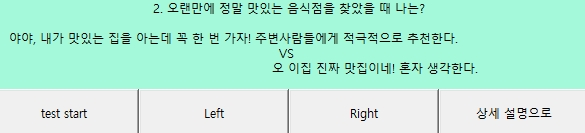 2. 오랜만에 정말 맛있는 음식점을 찾았을 때 나는?
야야, 내가 맛있는 집을 아는데 꼭 한 번 가자! 주변사람들에게 적극적으로 추천한다.
VS
오 이집 진짜 맛집이네! 혼자 생각한다.
test start Left Right 상세 설명으로